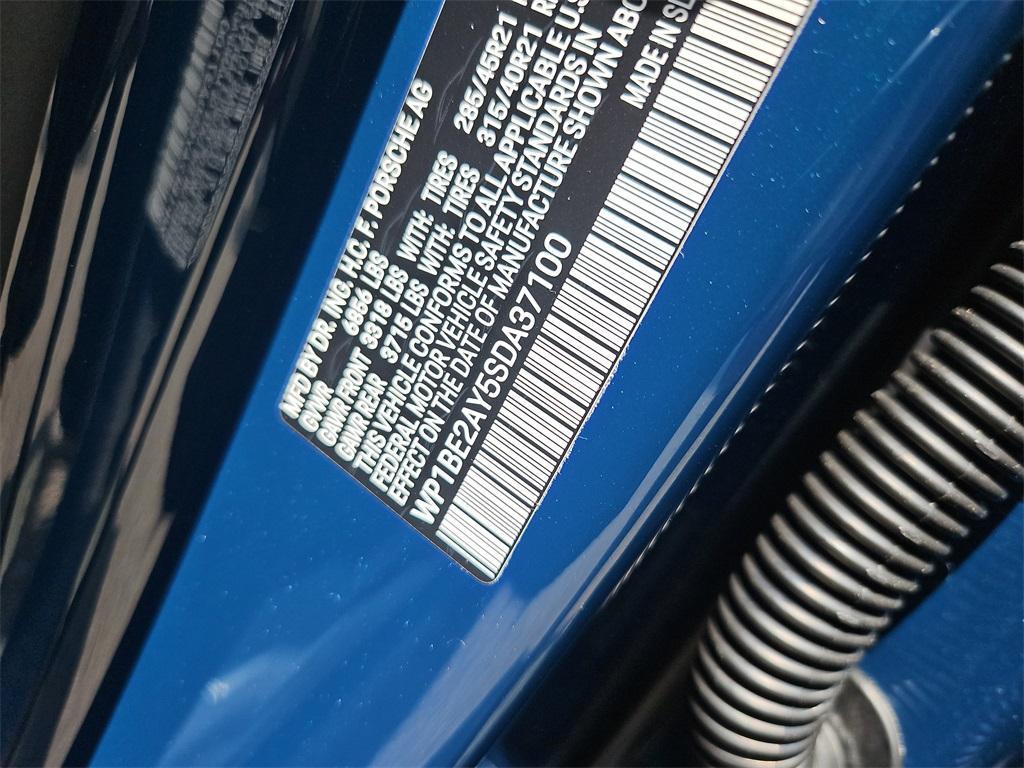 MFD BY DR. ING. H.C. F. PORSCHE AG
GVWR 6856 LBS
GAWR FRONT 3318 LBS WITH: TIRES 285/45R21
GAWR REAR 3715 LBS WITH: TIRES 315/40R21
THIS VEHICLE CONFORMS TO ALL APPLICABLE U.S.
FEDERAL MOTOR VEHICLE SAFETY STANDARDS IN
EFFECT ON THE DATE OF MANUFACTURE SHOWN
WP1BE2AY5SDA37100
MADE IN